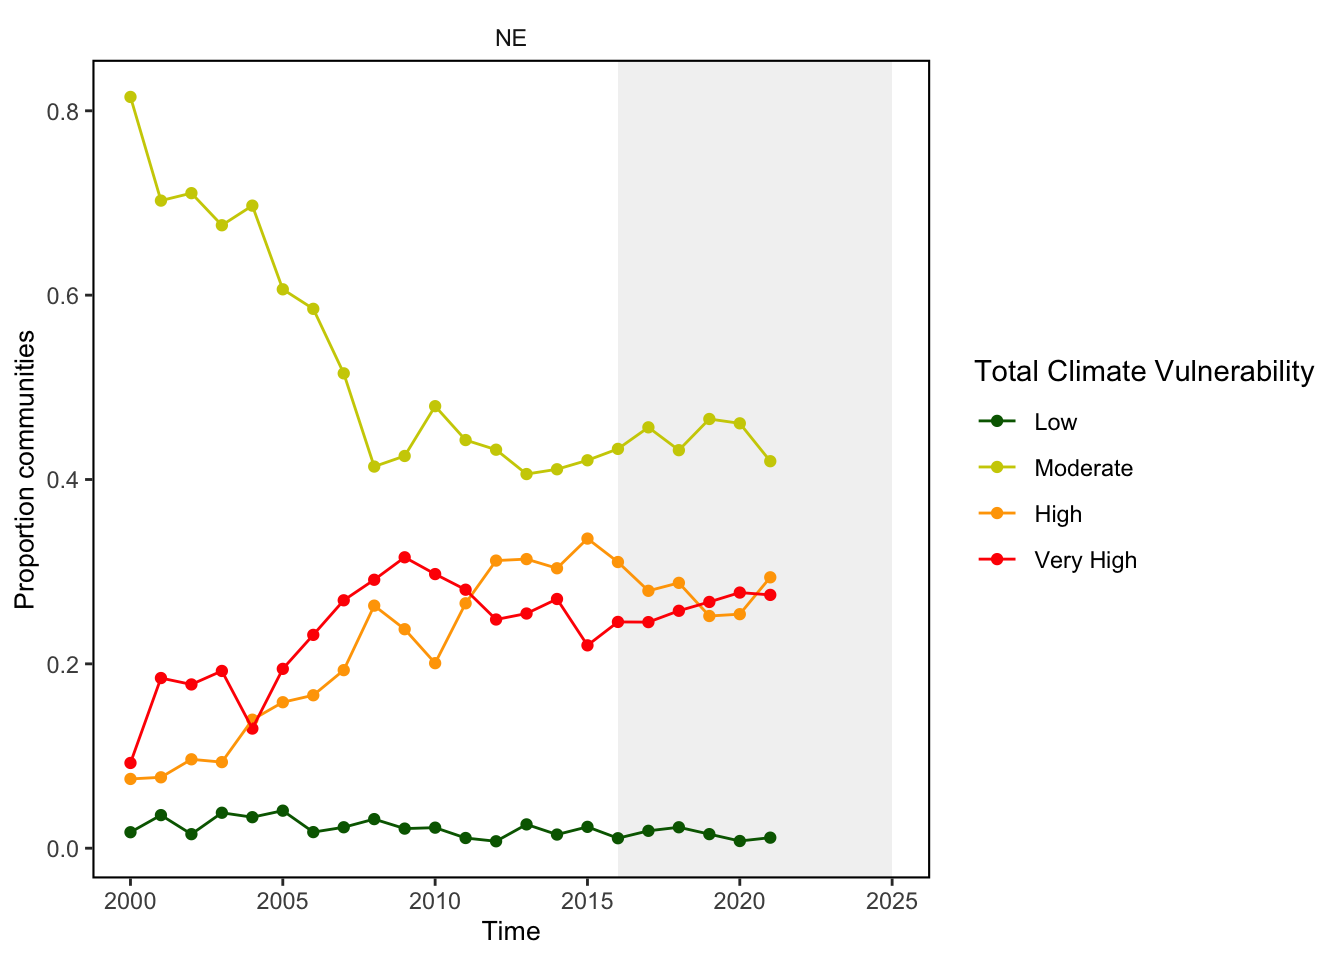 NE
0.8
0.6
0.4
0.2
0.0
Proportion communities
2000 2005 2010 2015 2020 2025
Time
Total Climate Vulnerability
Low
Moderate
High
Very High